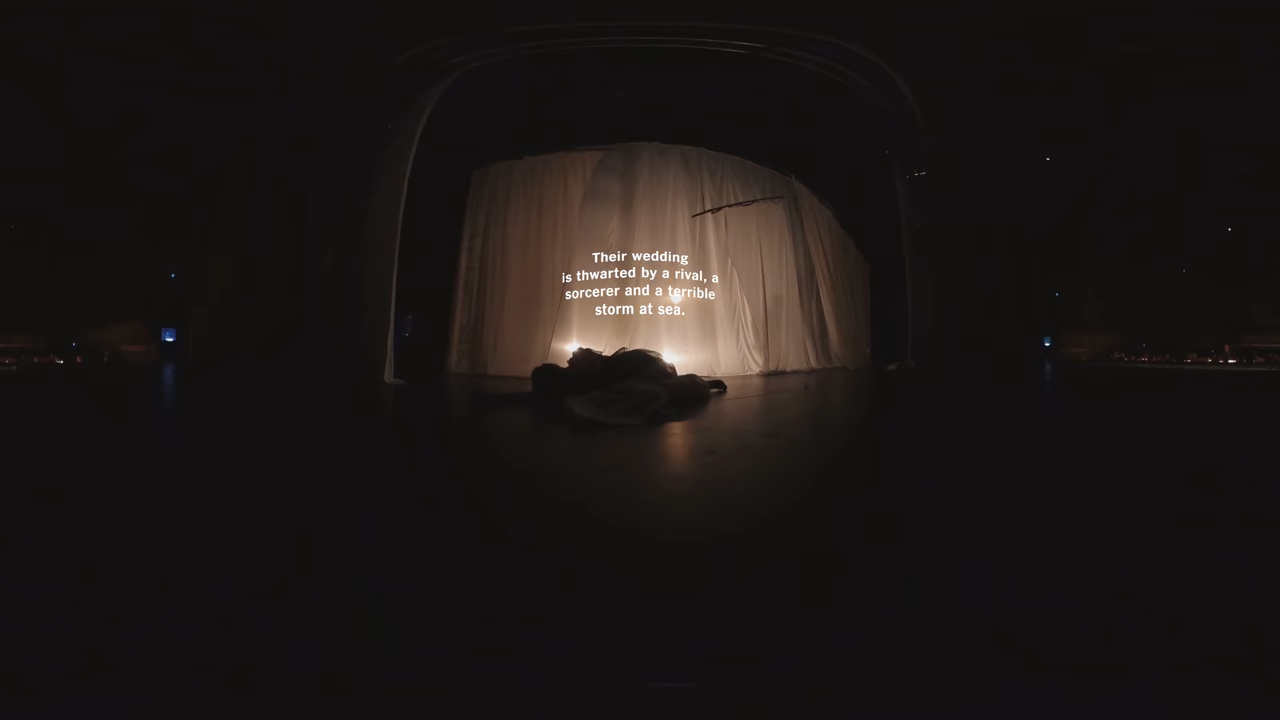 Their wedding
is thwarted by a rival, a
sorcerer and a terrible
storm at sea.